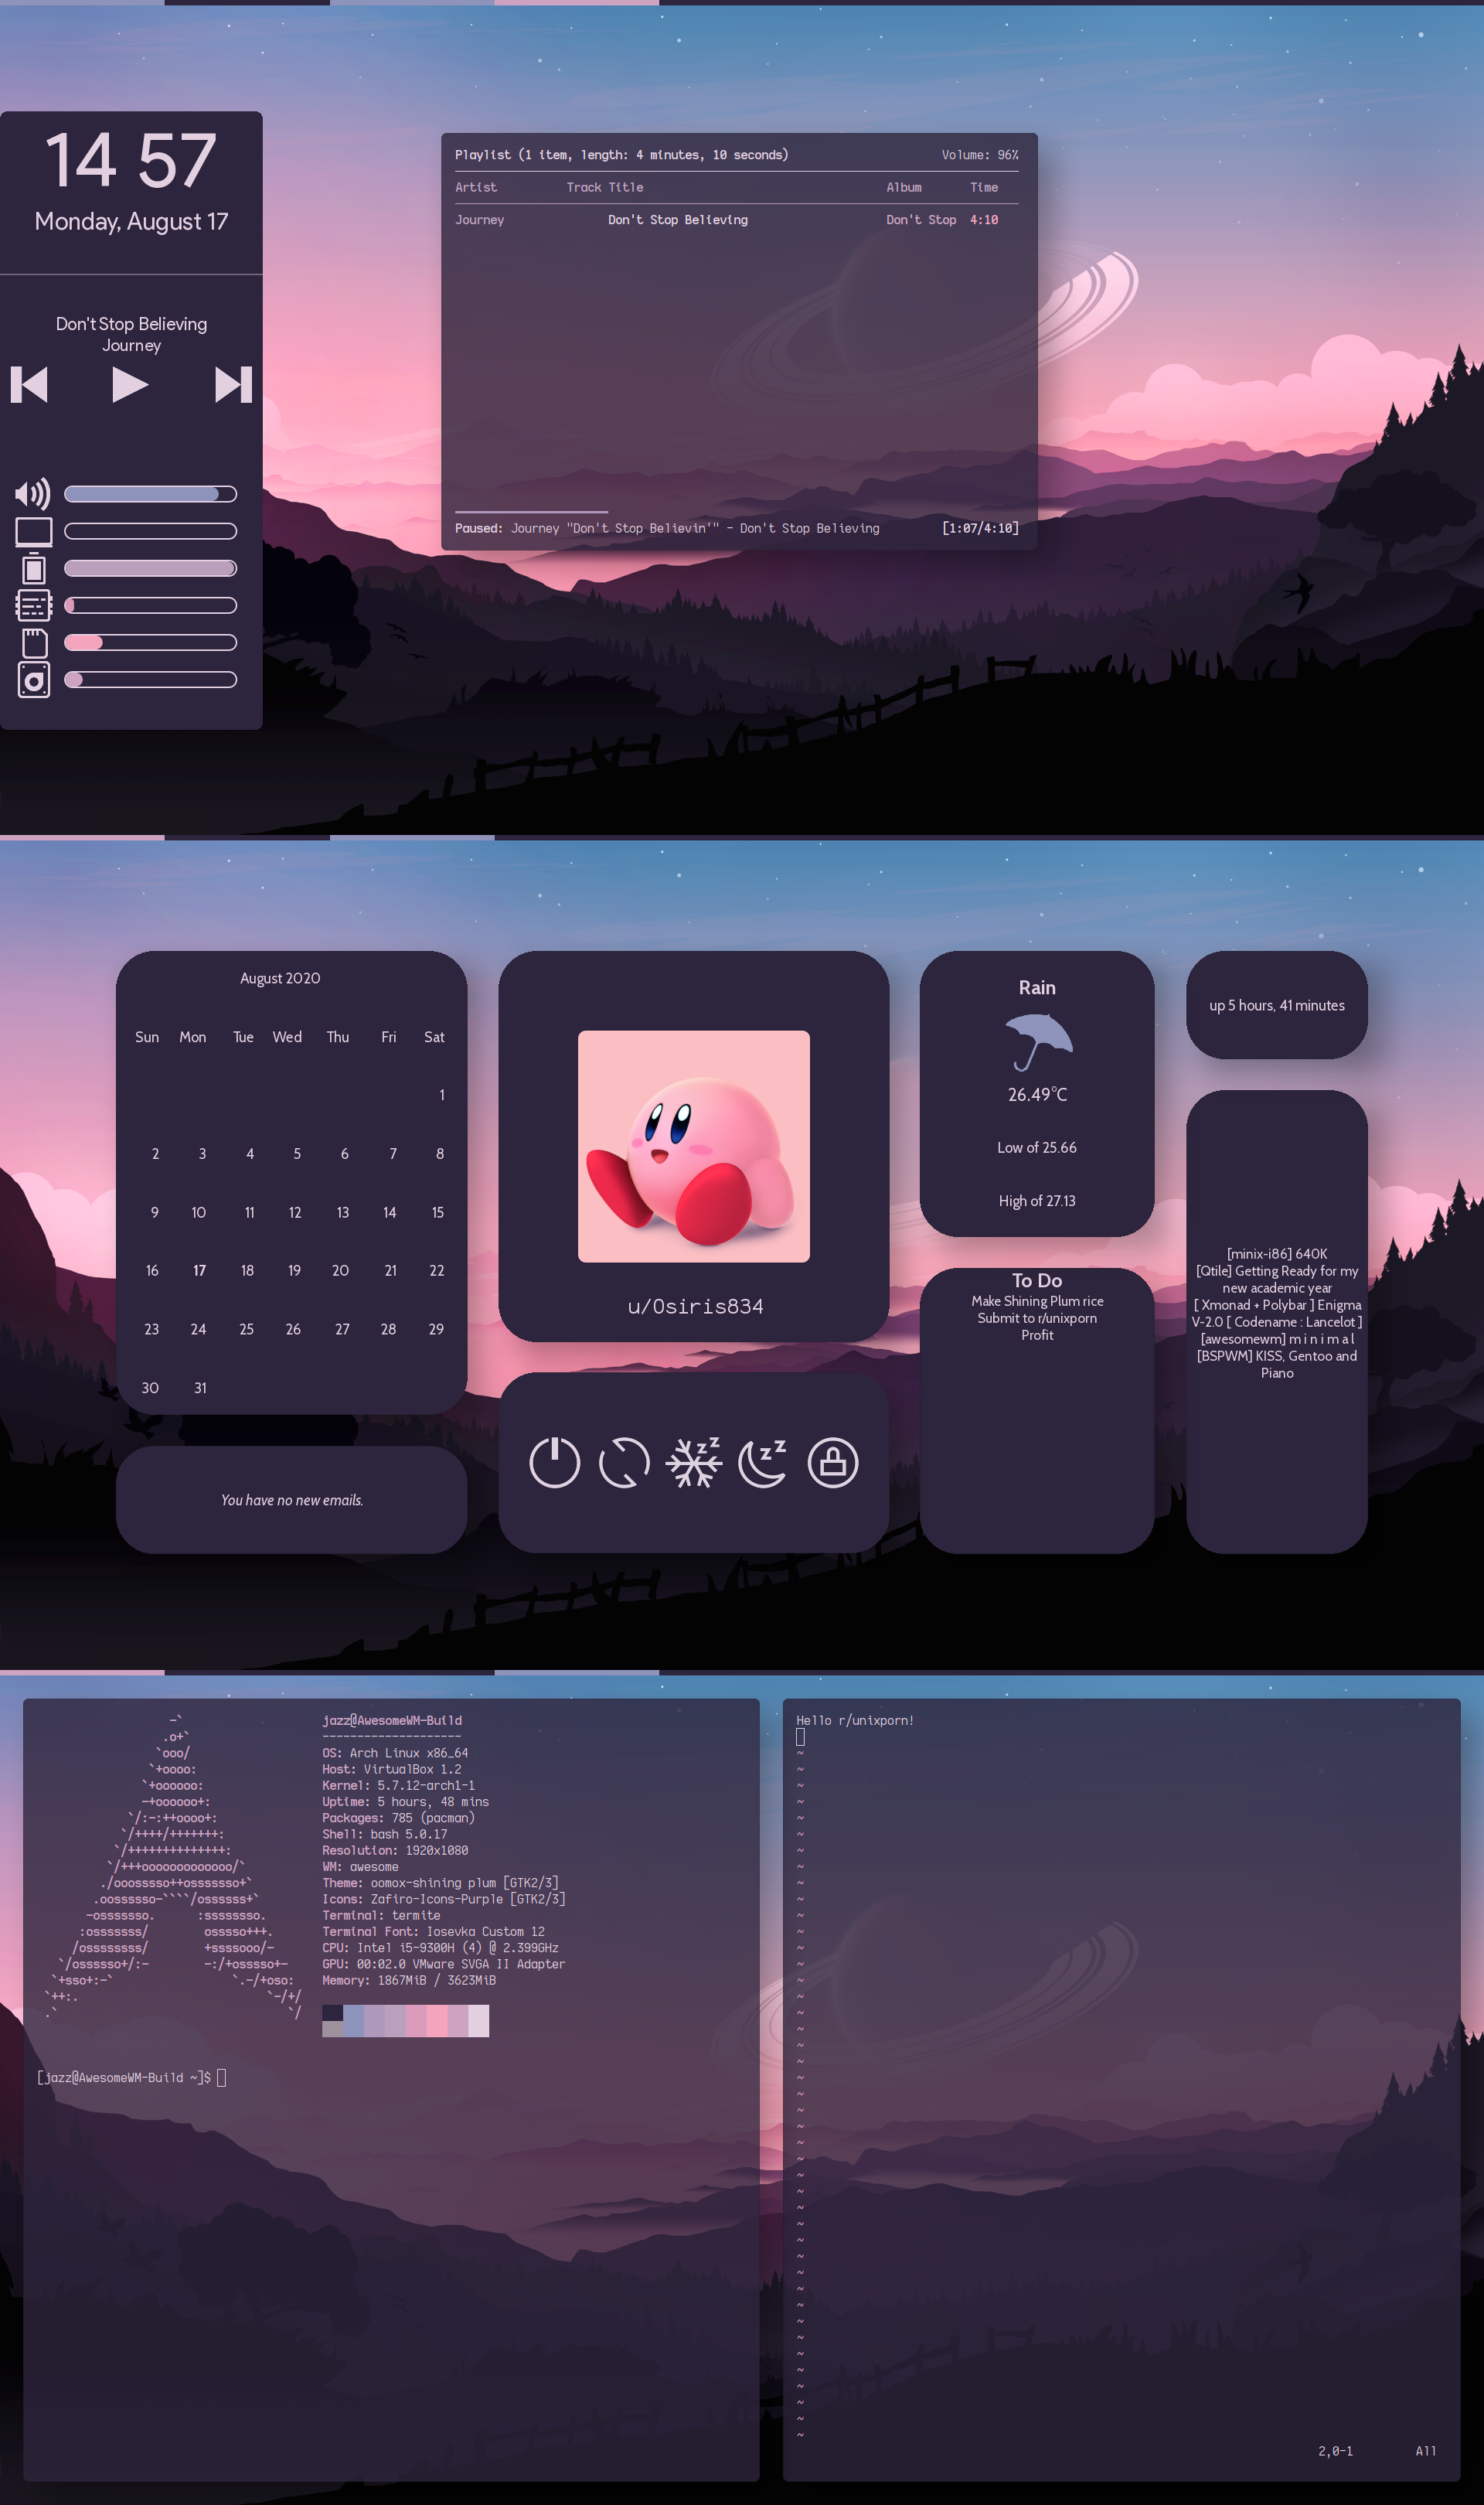 14 57
Monday, August 17
Don't Stop Believing
Journey
Playlist (1 item, length: 4 minutes, 10 seconds) Volume: 96%
Artist Track Title Album Time
Journey Don't Stop Believing Don't Stop 4:10
Paused: Journey "Don't Stop Believin'" - Don't Stop Believing [1:07/4:10]
August 2020
Sun Mon Tue Wed Thu Fri Sat
1
2 3 4 5 6 7 8
9 10 11 12 13 14 15
16 17 18 19 20 21 22
23 24 25 26 27 28 29
30 31
You have no new emails.
u/Osiris834
z z
z z
Rain
26.49°C
Low of 25.66
High of 27.13
To Do
Make Shining Plum rice
Submit to r/unixporn
Profit
up 5 hours, 41 minutes
[minix-i86] 640K
[Qtile] Getting Ready for my
new academic year
[ Xmonad + Polybar ] Enigma
V-2.0 [ Codename : Lancelot ]
[awesomewm] m i n i m a l
[BSPWM] KISS, Gentoo and
Piano
jazz@AwesomeWM-Build
--------------------
OS: Arch Linux x86_64
Host: VirtualBox 1.2
Kernel: 5.7.12-arch1-1
Uptime: 5 hours, 48 mins
Packages: 785 (pacman)
Shell: bash 5.0.17
Resolution: 1920x1080
WM: awesome
Theme: oomox-shining plum [GTK2/3]
Icons: Zafiro-Icons-Purple [GTK2/3]
Terminal: termite
Terminal Font: Iosevka Custom 12
CPU: Intel i5-9300H (4) @ 2.399GHz
GPU: 00:02.0 VMware SVGA II Adapter
Memory: 1867MiB / 3623MiB
[jazz@AwesomeWM-Build ~]$
Hello r/unixporn!
2,0-1 All